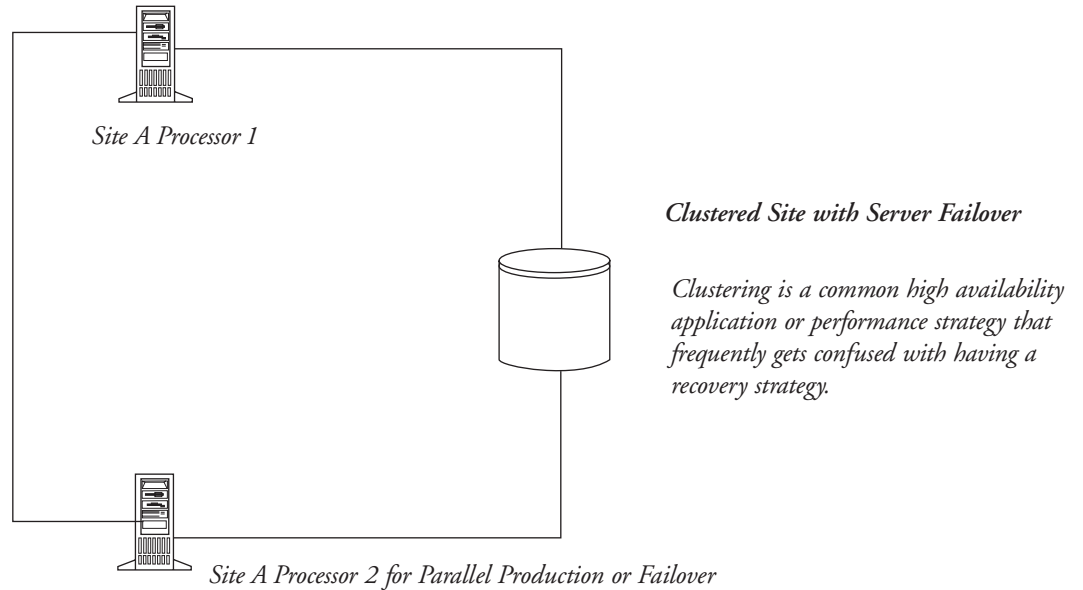 Site A Processor 1
Clustered Site with Server Failover
Clustering is a common high availability
application or performance strategy that
frequently gets confused with having a
recovery strategy.
Site A Processor 2 for Parallel Production or Failover